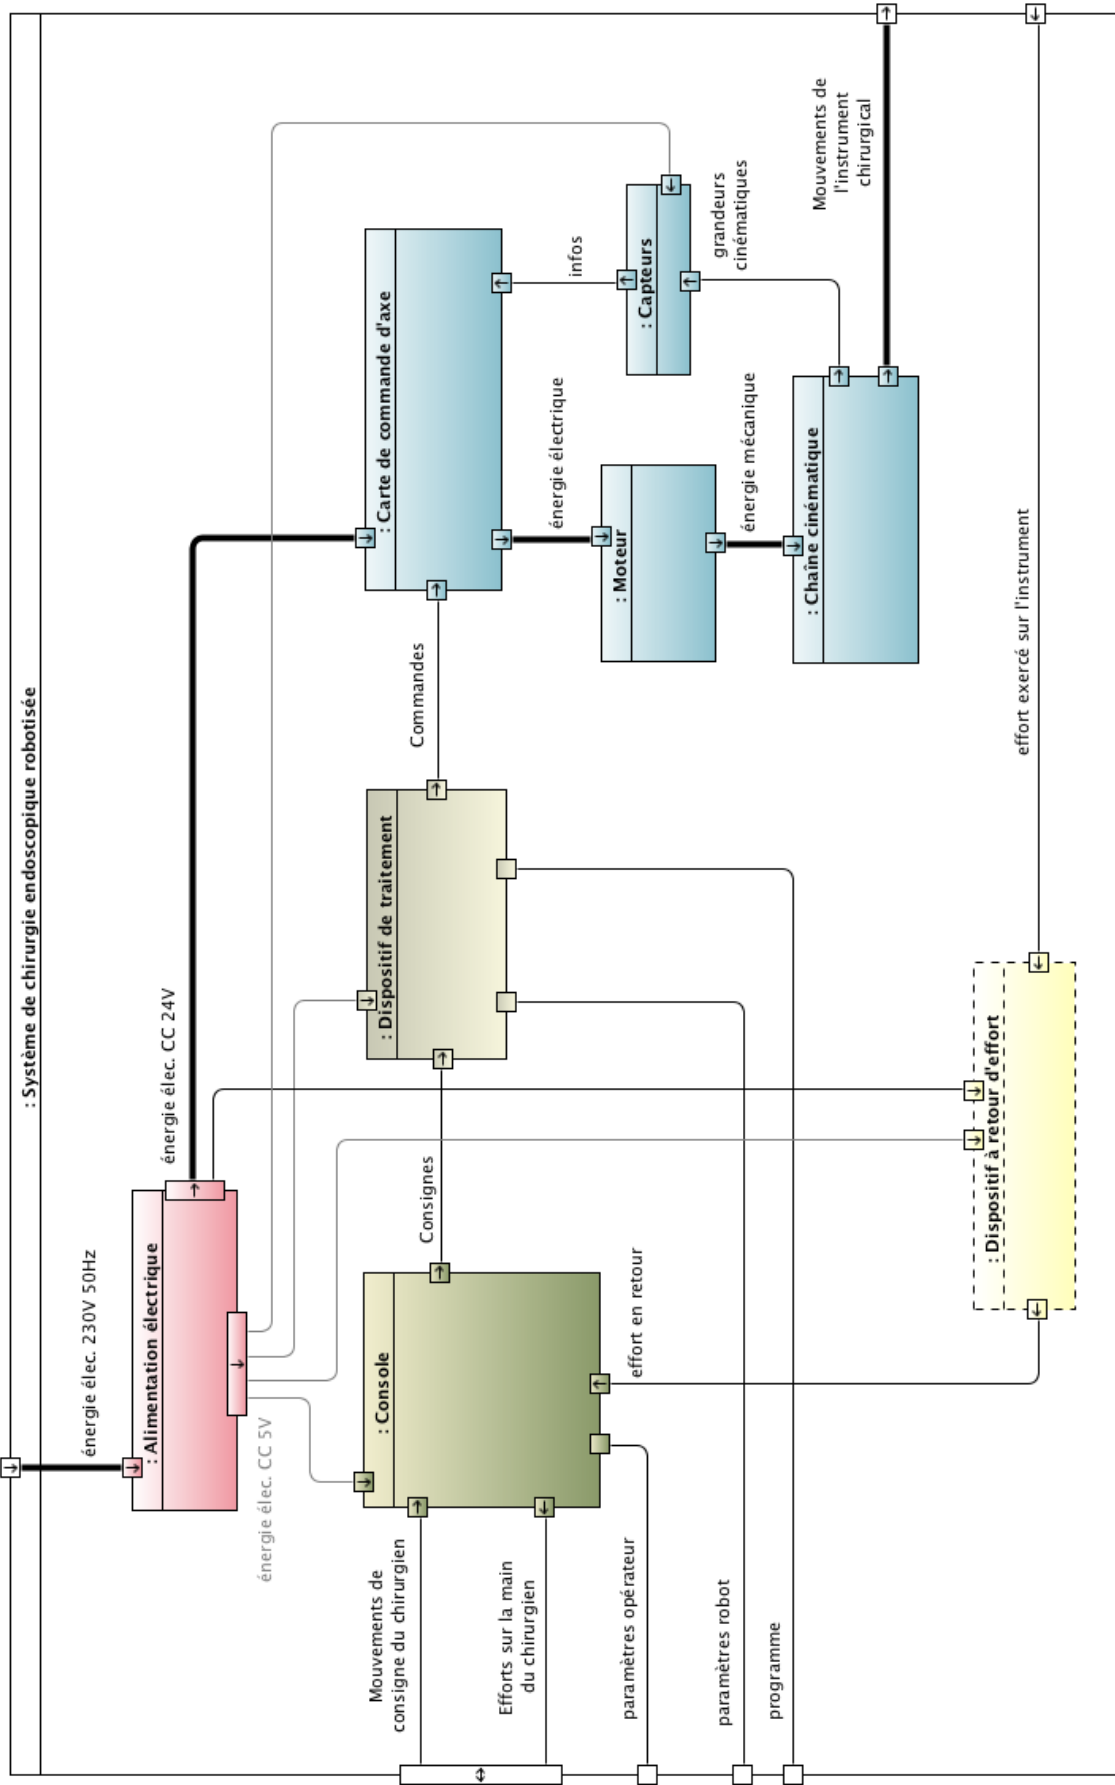 : Système de chirurgie endoscopique robotisée
énergie élec. 230V 50Hz
: Alimentation électrique
énergie élec. CC 24V
énergie élec. CC 5V
Mouvements de
consigne du chirurgien
Efforts sur la main
du chirurgien
paramètres opérateur
paramètres robot
programme
: Console
Consignes
effort en retour
: Dispositif de traitement
Commandes
: Carte de commande d'axe
énergie électrique
infos
: Moteur
: Capteurs
énergie mécanique
grandeurs
cinématiques
: Chaîne cinématique
Mouvements de
l'instrument
chirurgical
: Dispositif à retour d'effort
effort exercé sur l'instrument